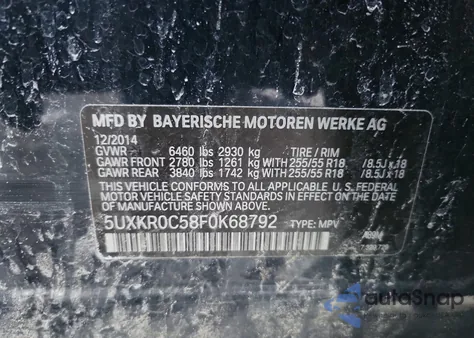 MFD BY BAYERISCHE MOTOREN WERKE AG
12/2014
GVWR 6460 lbs 2930 kg TIRE / RIM
GAWR FRONT 2780 lbs 1261 kg WITH 255/55 R18 /8.5J x 18
GAWR REAR 3840 lbs 1742 kg WITH 255/55 R18 /8.5J x 18
THIS VEHICLE CONFORMS TO ALL APPLICABLE FEDERAL
MOTOR VEHICLE SAFETY STANDARDS IN EFFECT ON THE DATE
OF MANUFACTURE SHOWN ABOVE.
5UXKR0C58F0K68792 TYPE: MPV
autoSnap